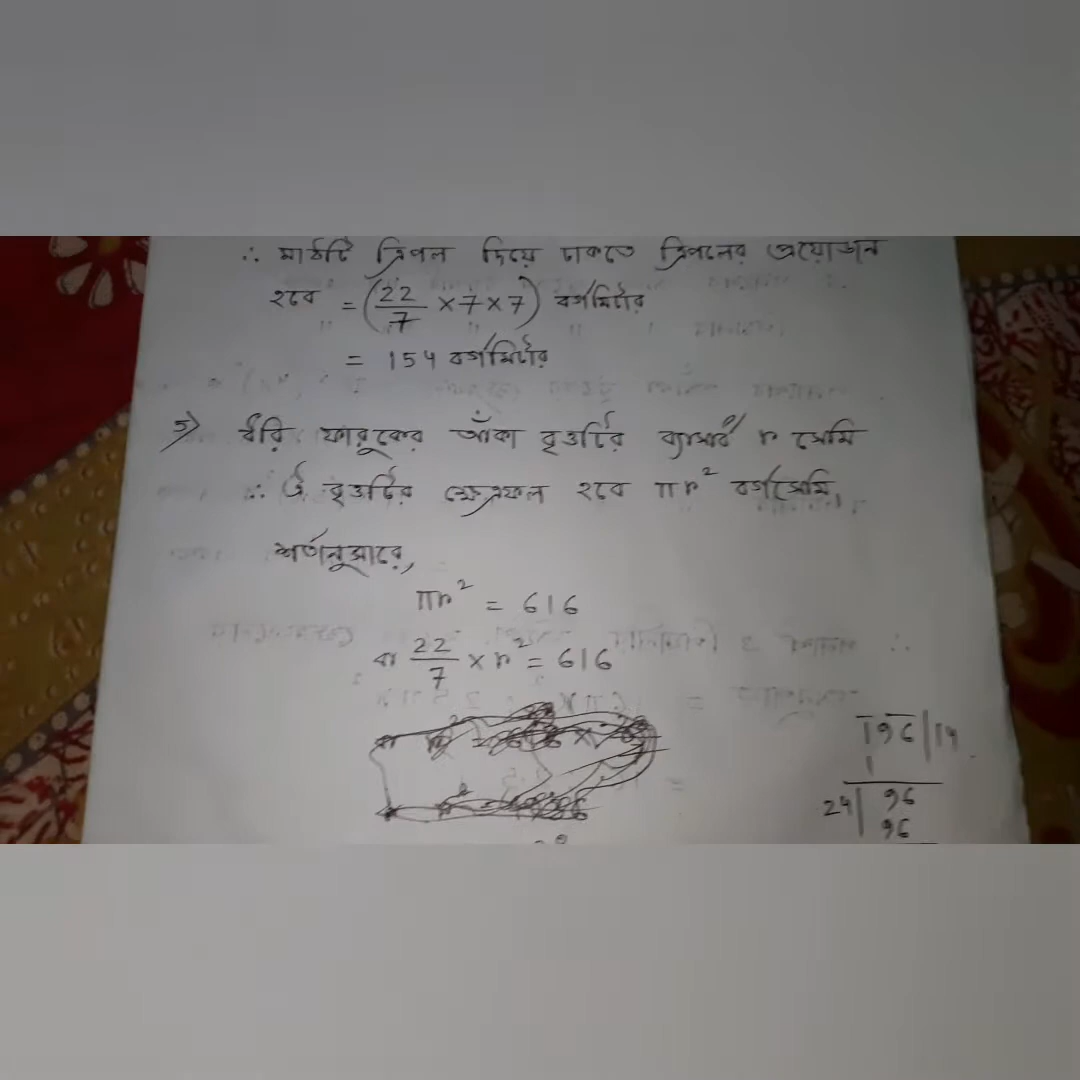 ∴ মাঠটি ত্রিপল দিয়ে ঢাকতে ত্রিপলের প্রয়োজন
হবে = (22/7 × 7 × 7) বর্গমিটার
= 154 বর্গমিটার
ধরি ফারুকের আঁকা বৃত্তটির ব্যাসার্ধ r সেমি
∴ ঐ বৃত্তটির ক্ষেত্রফল হবে πr² বর্গসেমি,
শর্তানুসারে,
πr² = 616
বা 22/7 × r² = 616
196|14
1
24|96
96